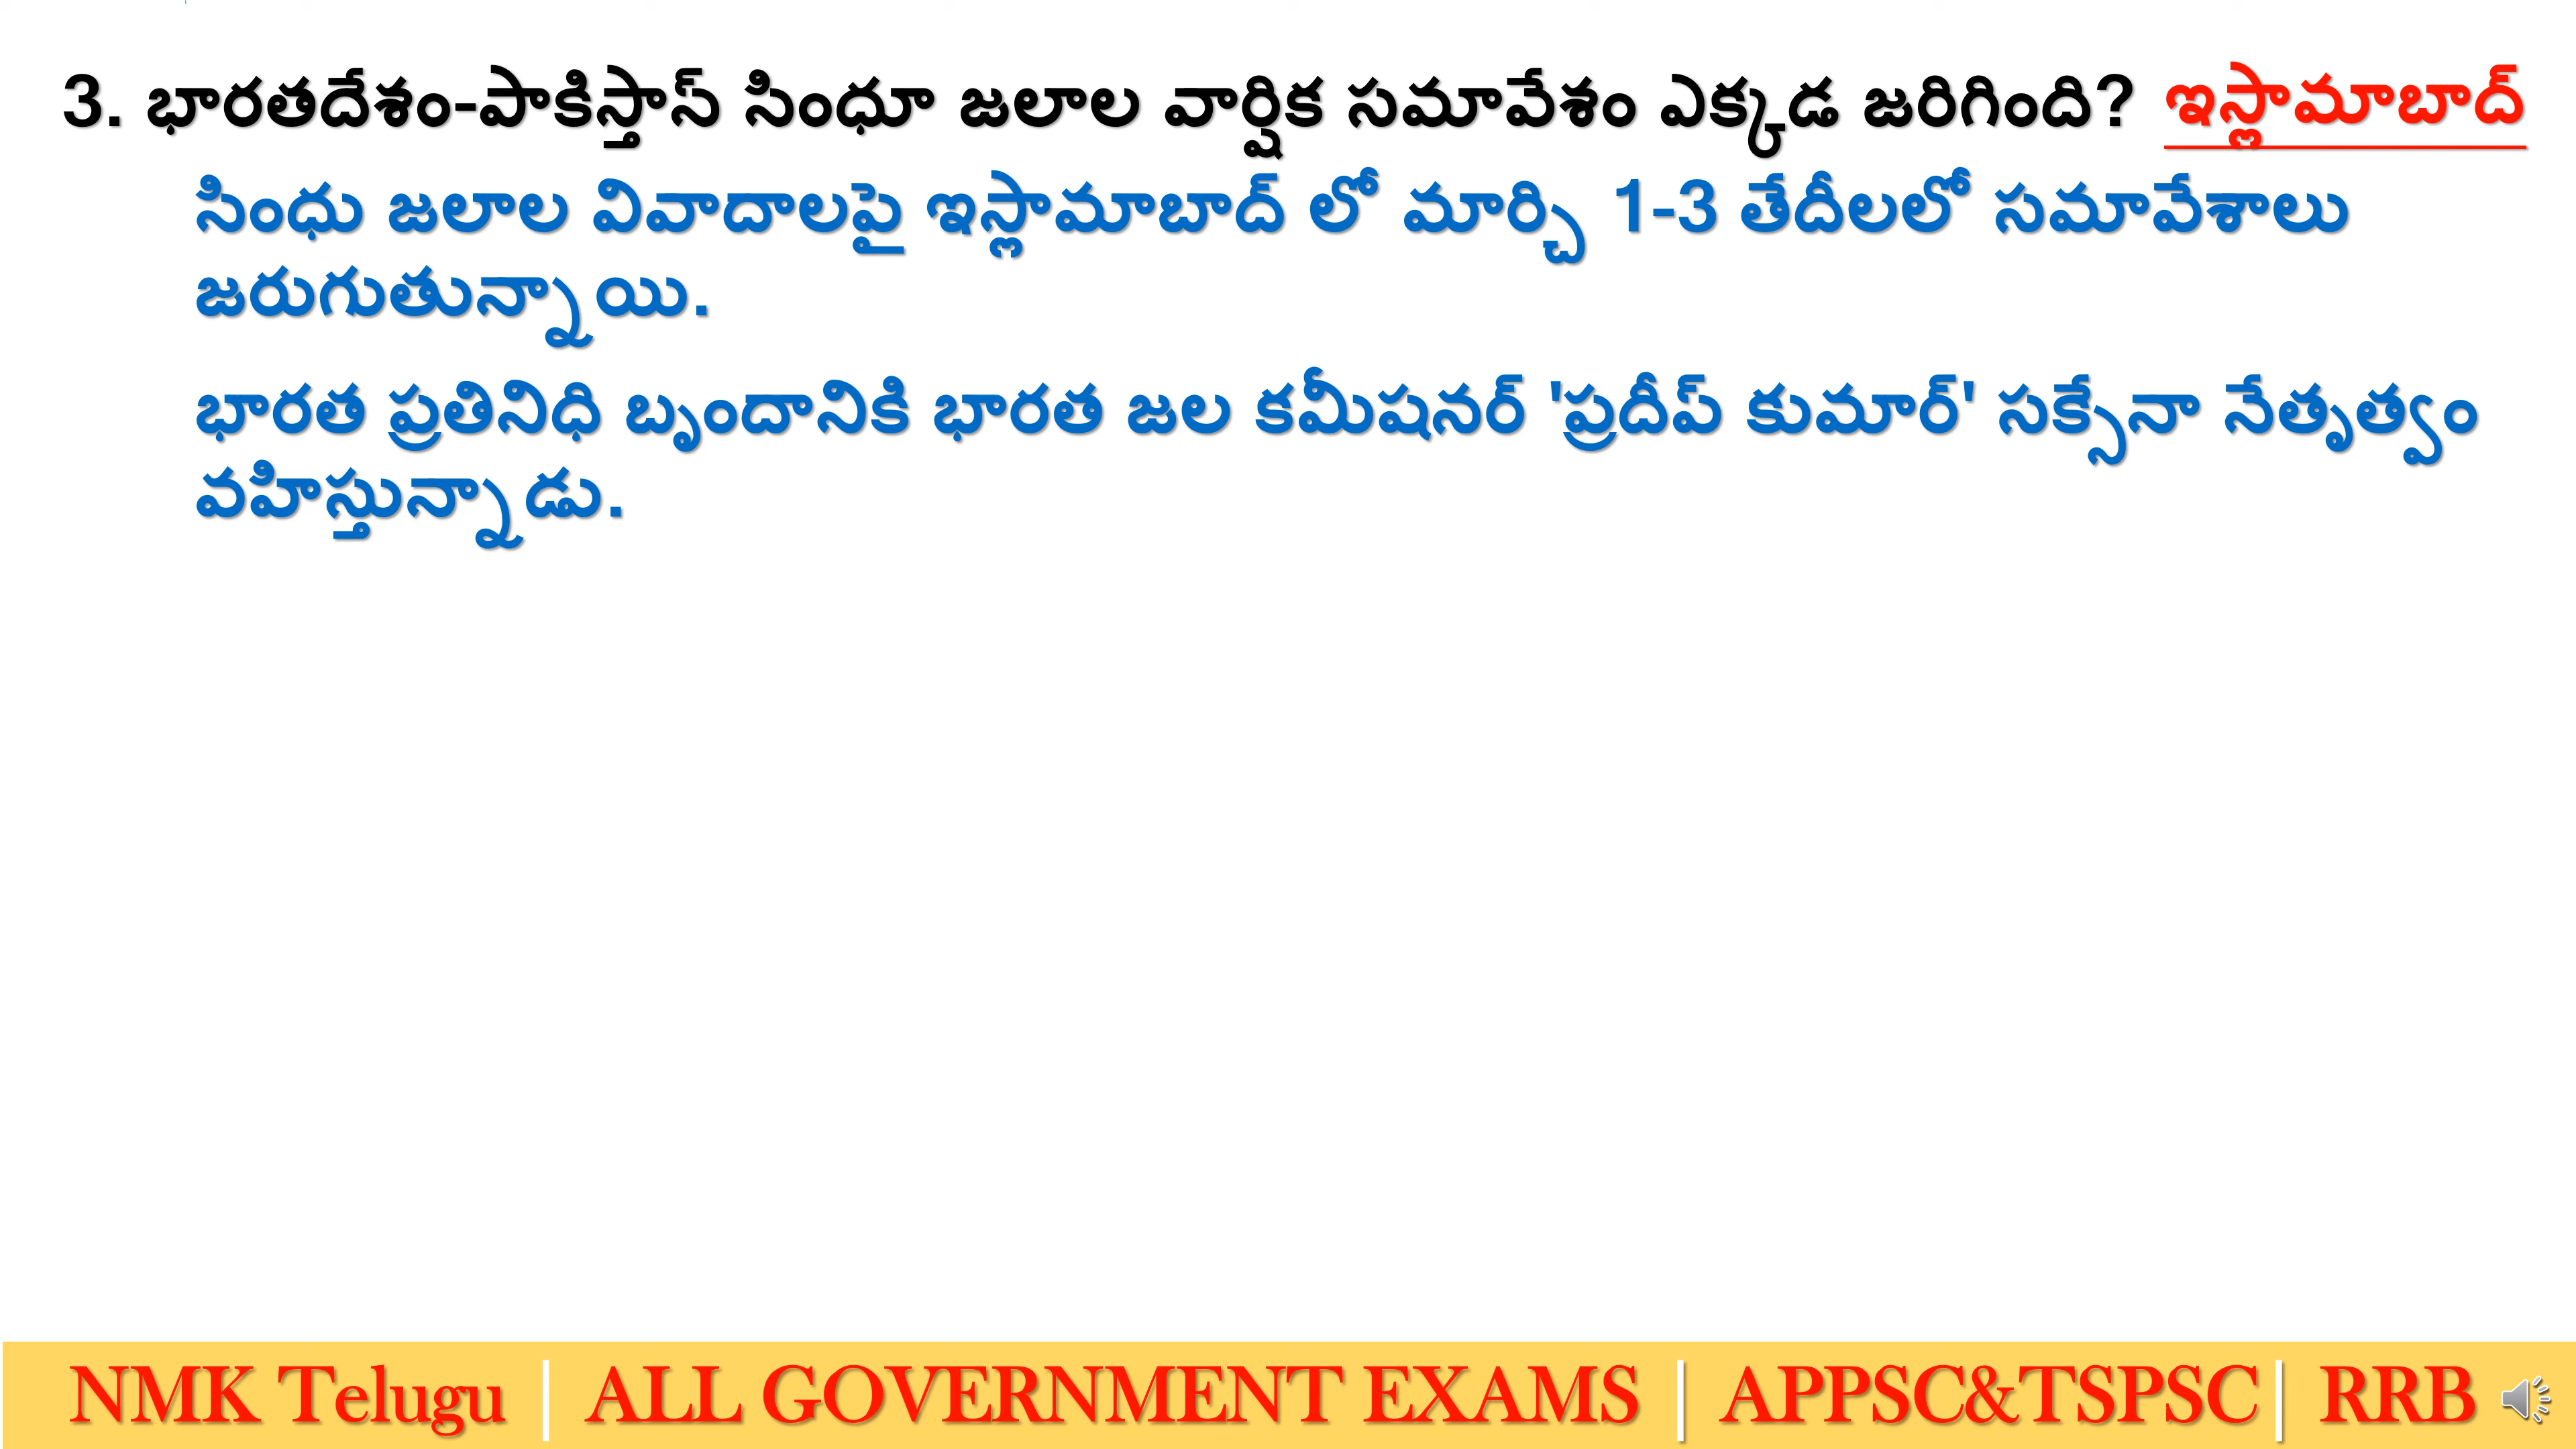 3. భారతదేశం-పాకిస్తాన్ సింధూ జలాల వార్షిక సమావేశం ఎక్కడ జరిగింది? ఇస్లామాబాద్
సింధు జలాల వివాదాలపై ఇస్లామాబాద్ లో మార్చి 1-3 తేదీలలో సమావేశాలు
జరుగుతున్నాయి.
భారత ప్రతినిధి బృందానికి భారత జల కమీషనర్ 'ప్రదీప్ కుమార్' సక్సేనా నేతృత్వం
వహిస్తున్నాడు.
NMK Telugu | ALL GOVERNMENT EXAMS | APPSC&TSPSC| RRB